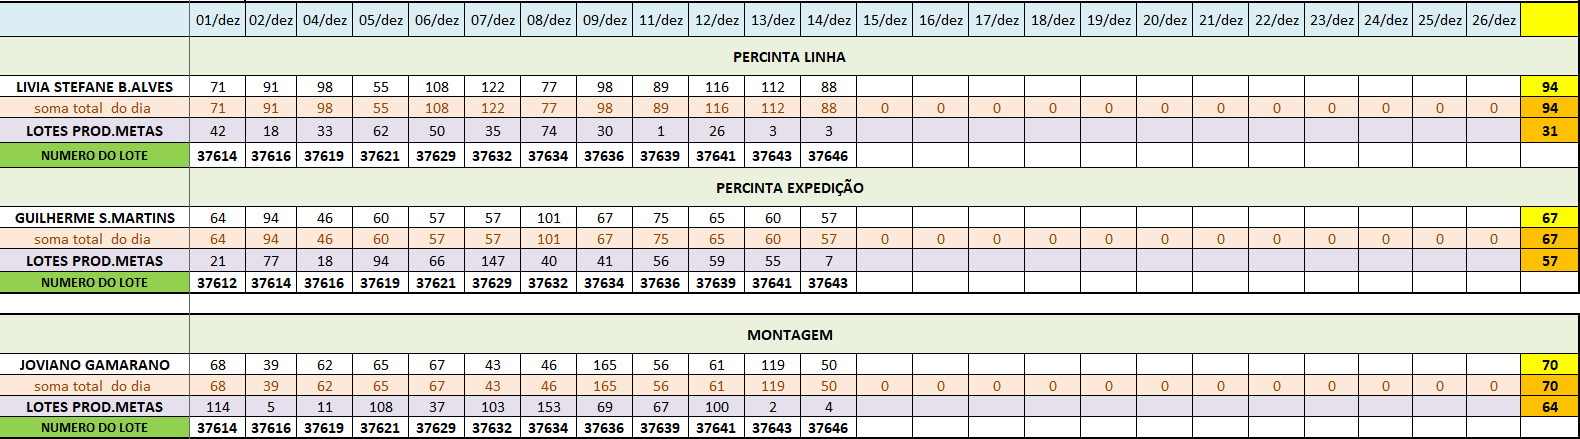 01/dez 02/dez 04/dez 05/dez 06/dez 07/dez 08/dez 09/dez 11/dez 12/dez 13/dez 14/dez 15/dez 16/dez 17/dez 18/dez 19/dez 20/dez 21/dez 22/dez 23/dez 24/dez 25/dez 26/dez
PERCINTA LINHA
LIVIA STEFANE B.ALVES 71 91 98 55 108 122 77 98 89 116 112 88 94
soma total do dia 71 91 98 55 108 122 77 98 89 116 112 88 0 0 0 0 0 0 0 0 0 0 0 0 94
LOTES PROD.METAS 42 18 33 62 50 35 74 30 1 26 3 3 31
NUMERO DO LOTE 37614 37616 37619 37621 37629 37632 37634 37636 37639 37641 37643 37646
PERCINTA EXPEDIÇÃO
GUILHERME S.MARTINS 64 94 46 60 57 57 101 67 75 65 60 57 67
soma total do dia 64 94 46 60 57 57 101 67 75 65 60 57 0 0 0 0 0 0 0 0 0 0 0 0 67
LOTES PROD.METAS 21 77 18 94 66 147 40 41 56 59 55 7 57
NUMERO DO LOTE 37612 37614 37616 37619 37621 37629 37632 37634 37636 37639 37641 37643
MONTAGEM
JOVIANO GAMARANO 68 39 62 65 67 43 46 165 56 61 119 50 70
soma total do dia 68 39 62 65 67 43 46 165 56 61 119 50 0 0 0 0 0 0 0 0 0 0 0 0 70
LOTES PROD.METAS 114 5 11 108 37 103 153 69 67 100 2 4 64
NUMERO DO LOTE 37614 37616 37619 37621 37629 37632 37634 37636 37639 37641 37643 37646